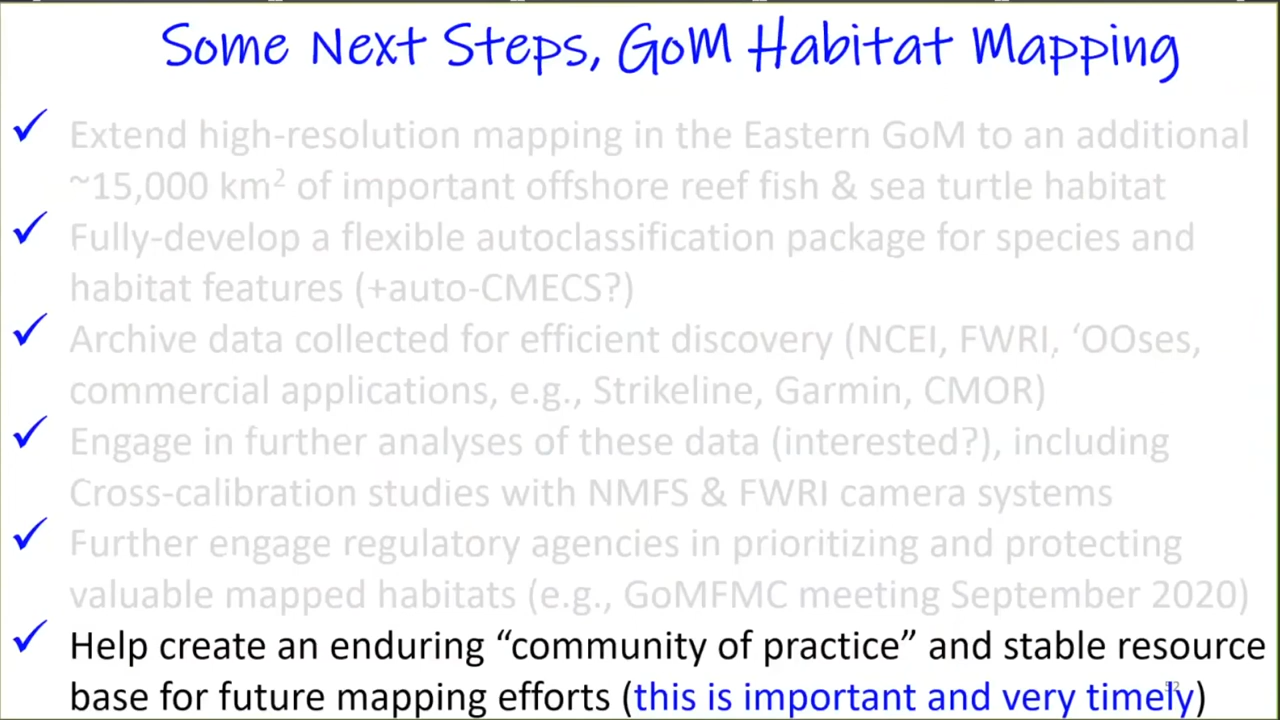 Some Next Steps, GoM Habitat Mapping
✓ Extend high-resolution mapping in the Eastern GoM to an additional
~15,000 km² of important offshore reef fish & sea turtle habitat
✓ Fully-develop a flexible autoclassification package for species and
habitat features (+auto-CMECS?)
✓ Archive data collected for efficient discovery (NCEI, FWRI, ‘OOses,
commercial applications, e.g., Strikeline, Garmin, CMOR)
✓ Engage in further analyses of these data (interested?), including
Cross-calibration studies with NMFS & FWRI camera systems
✓ Further engage regulatory agencies in prioritizing and protecting
valuable mapped habitats (e.g., GoMFMC meeting September 2020)
✓ Help create an enduring “community of practice” and stable resource
base for future mapping efforts (this is important and very timely)
52